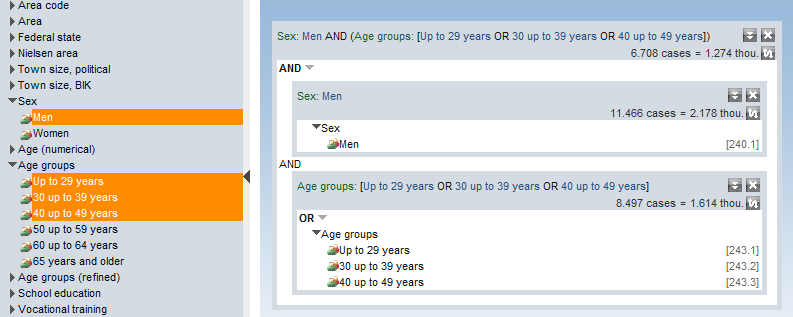 Area code
Area
Federal state
Nielsen area
Town size, political
Town size, BIK
Sex
Men
Women
Age (numerical)
Age groups
Up to 29 years
30 up to 39 years
40 up to 49 years
50 up to 59 years
60 up to 64 years
65 years and older
Age groups (refined)
School education
Vocational training
Sex: Men AND (Age groups: [Up to 29 years OR 30 up to 39 years OR 40 up to 49 years])
6.708 cases = 1.274 thou.
AND
Sex: Men
11.466 cases = 2.178 thou.
Sex
Men [240.1]
AND
Age groups: [Up to 29 years OR 30 up to 39 years OR 40 up to 49 years]
8.497 cases = 1.614 thou.
OR
Age groups
Up to 29 years [243.1]
30 up to 39 years [243.2]
40 up to 49 years [243.3]